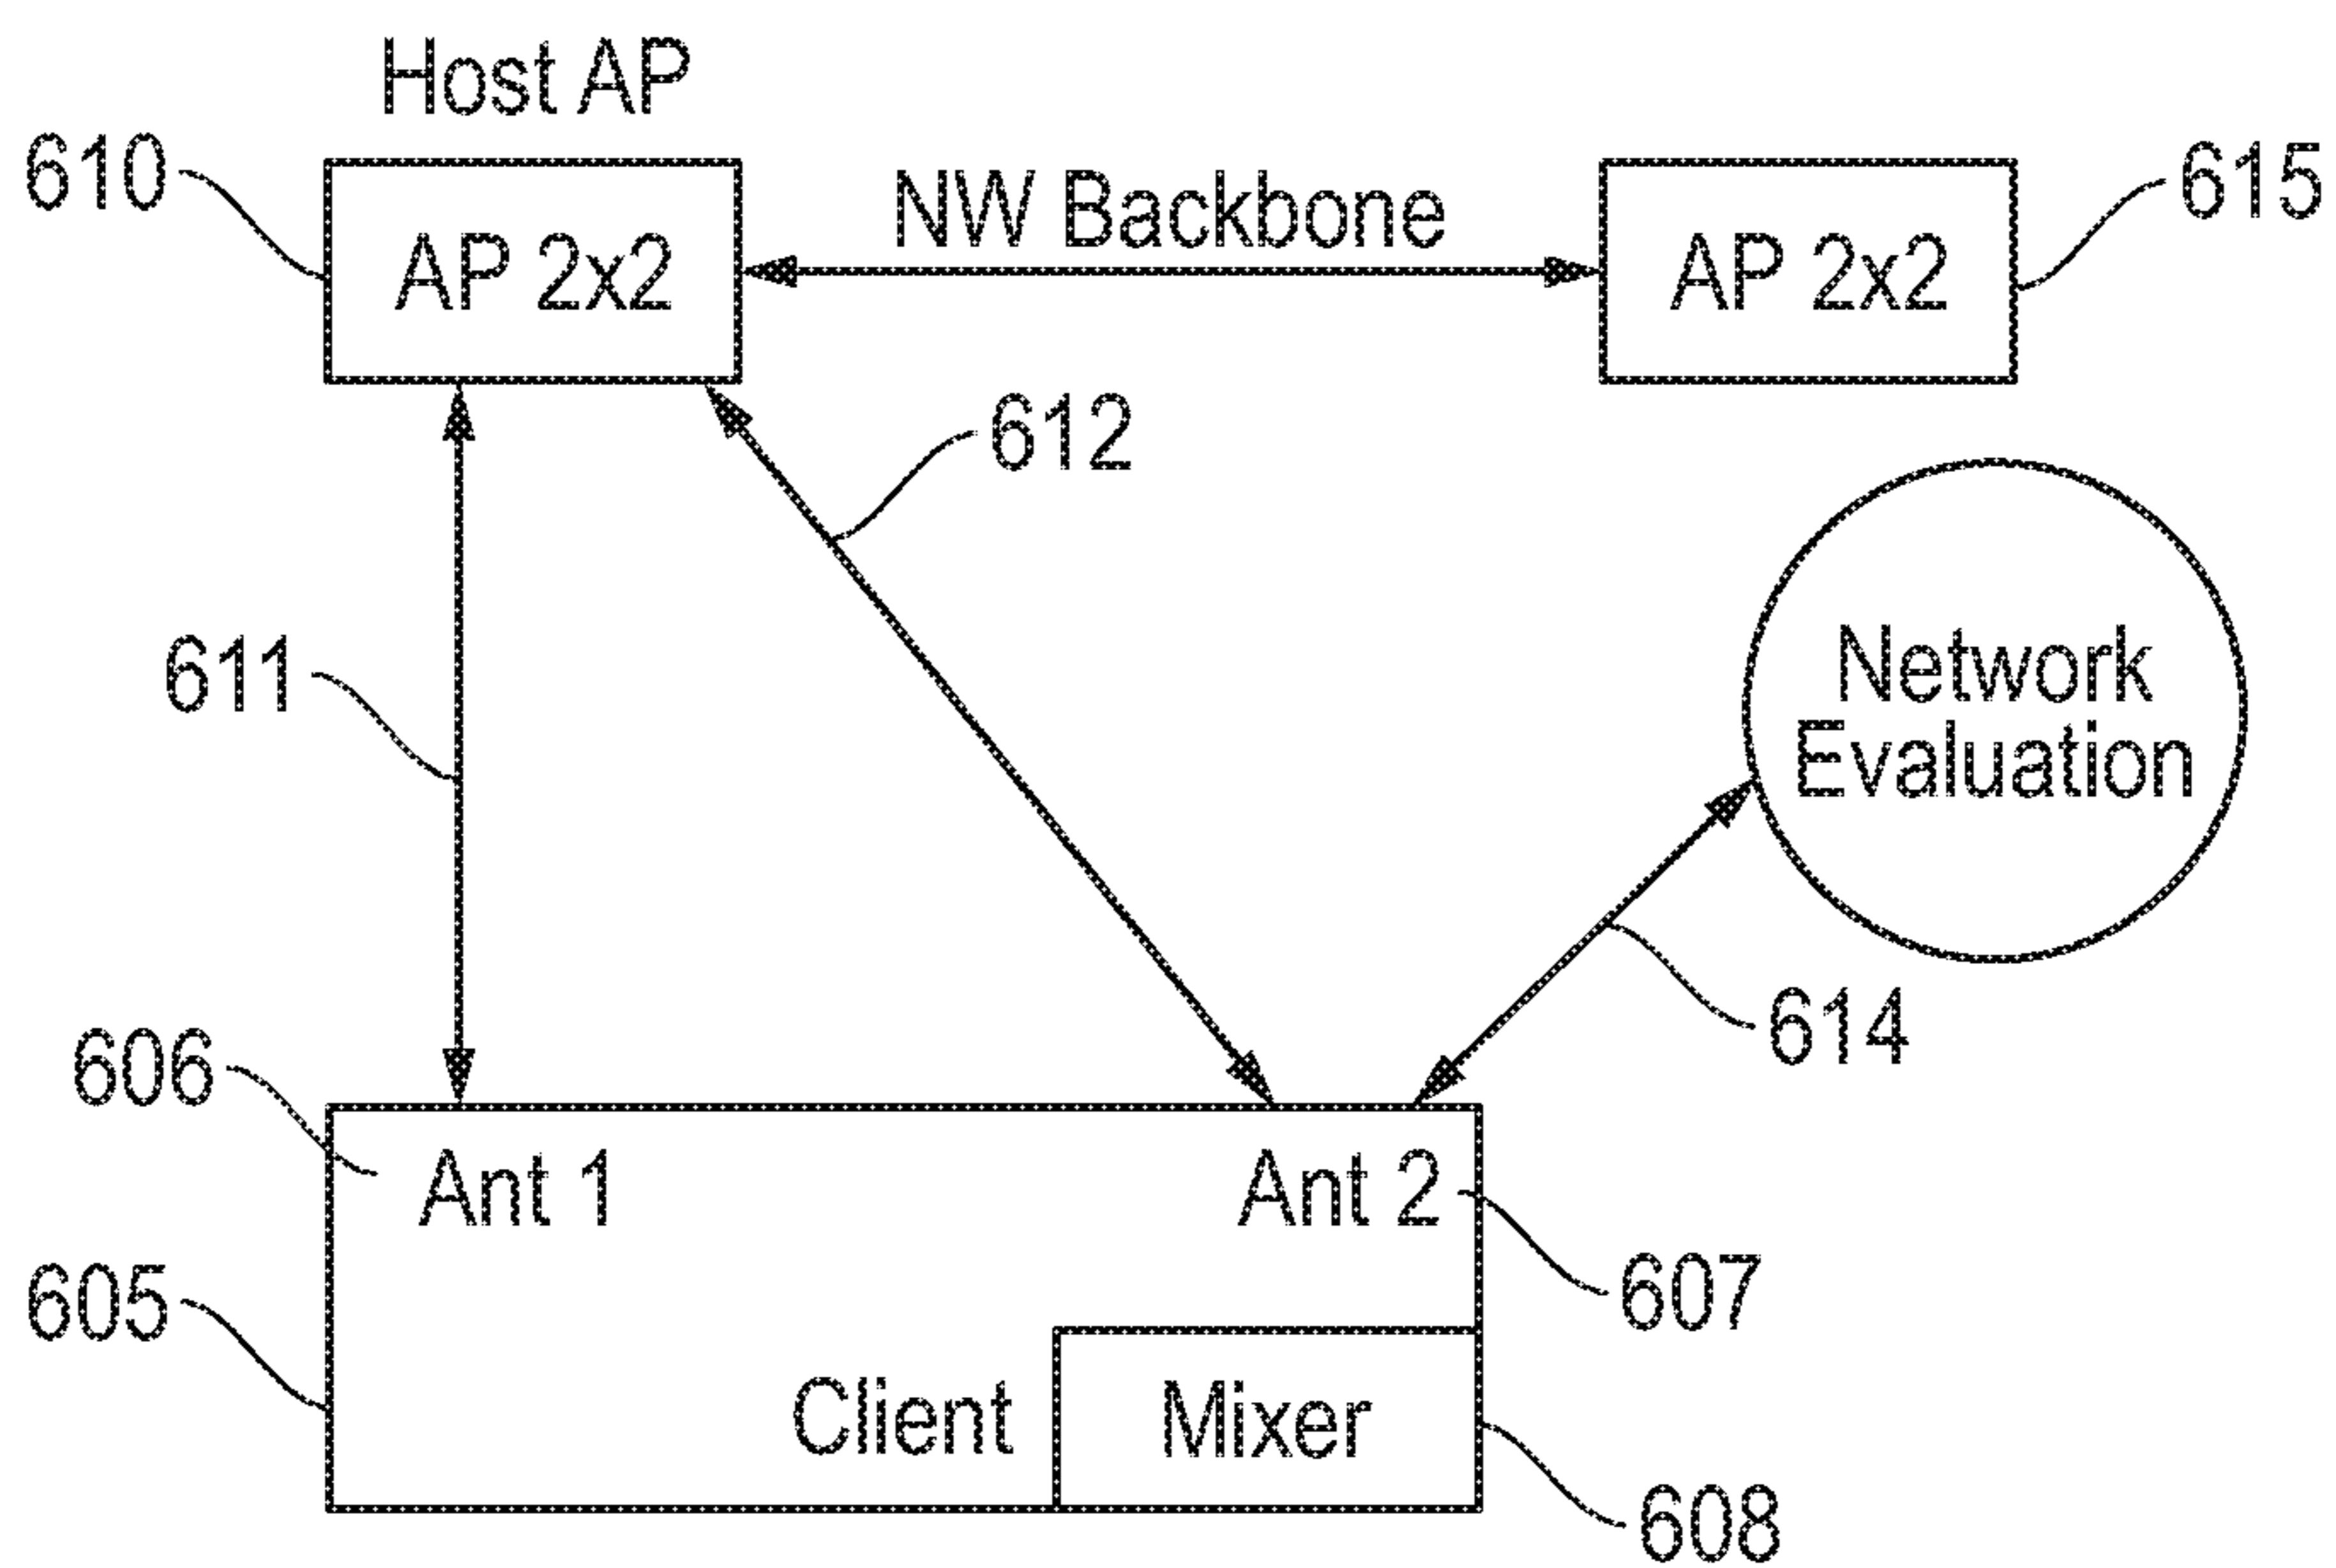 Host AP
610
AP 2x2
NW Backbone
AP 2x2
615
612
611
Network
Evaluation
614
606
Ant 1
Ant 2
605
607
Client
Mixer
608